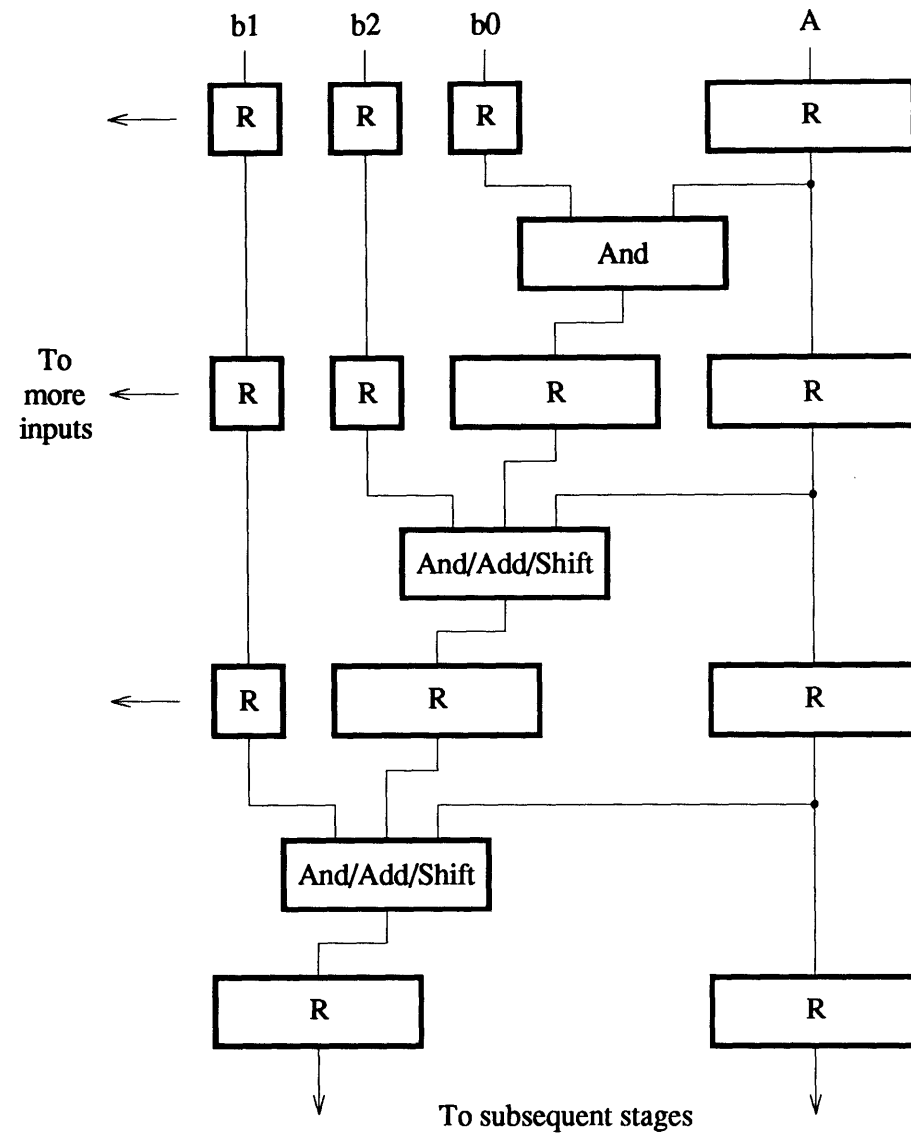 b1 b2 b0 A
R R R R
And
To
more
inputs
R R R R
And/Add/Shift
R R R
And/Add/Shift
R R
To subsequent stages